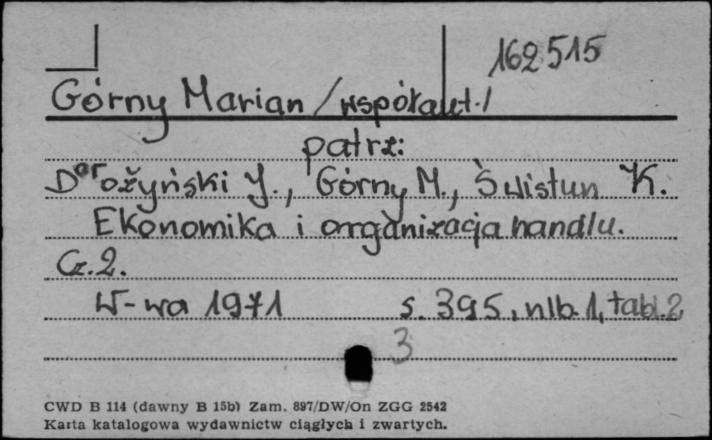 162515
Górny Marian /współaut./
patrz:
Dorożyński J., Górny M., Świstun K.
Ekonomika i organizacja handlu.
Cz. 2.
W-wa 1971 s. 395, nlb. 1, tabl. 2
3
CWD B 114 (dawny B 15b) Zam. 897/DW/On ZGG 2542
Karta katalogowa wydawnictw ciągłych i zwartych.